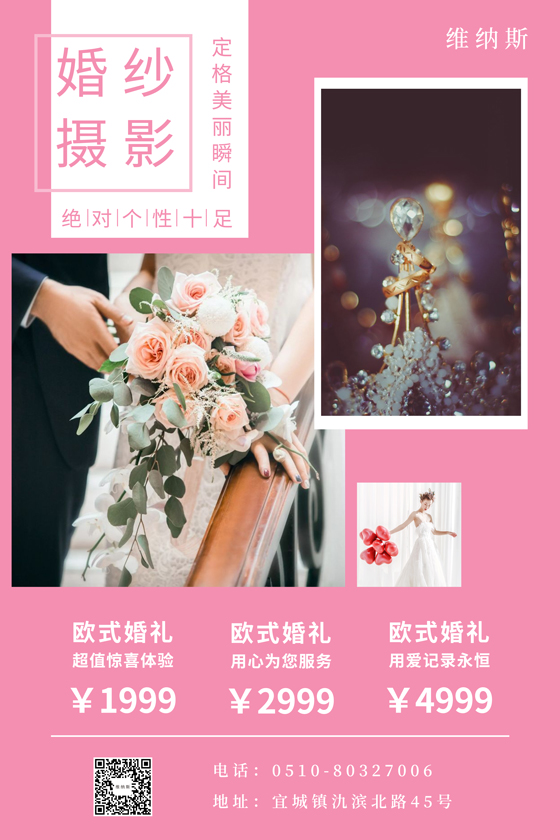 维纳斯
婚纱
摄影
定格美丽瞬间
绝|对|个|性|十|足
欧式婚礼
超值惊喜体验
￥1999
欧式婚礼
用心为您服务
￥2999
欧式婚礼
用爱记录永恒
￥4999
维纳斯
电话：0510-80327006
地址：宜城镇氿滨北路45号